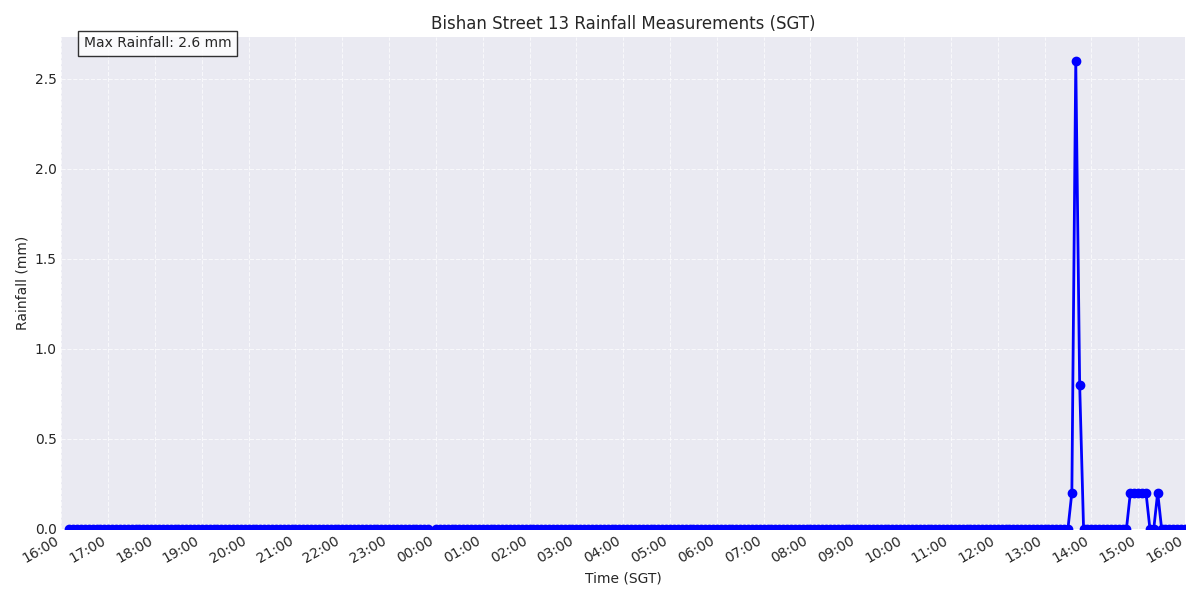 Bishan Street 13 Rainfall Measurements (SGT)
Max Rainfall: 2.6 mm
2.5
2.0
1.5
1.0
0.5
0.0
Rainfall (mm)
16:00 17:00 18:00 19:00 20:00 21:00 22:00 23:00 00:00 01:00 02:00 03:00 04:00 05:00 06:00 07:00 08:00 09:00 10:00 11:00 12:00 13:00 14:00 15:00 16:00
Time (SGT)